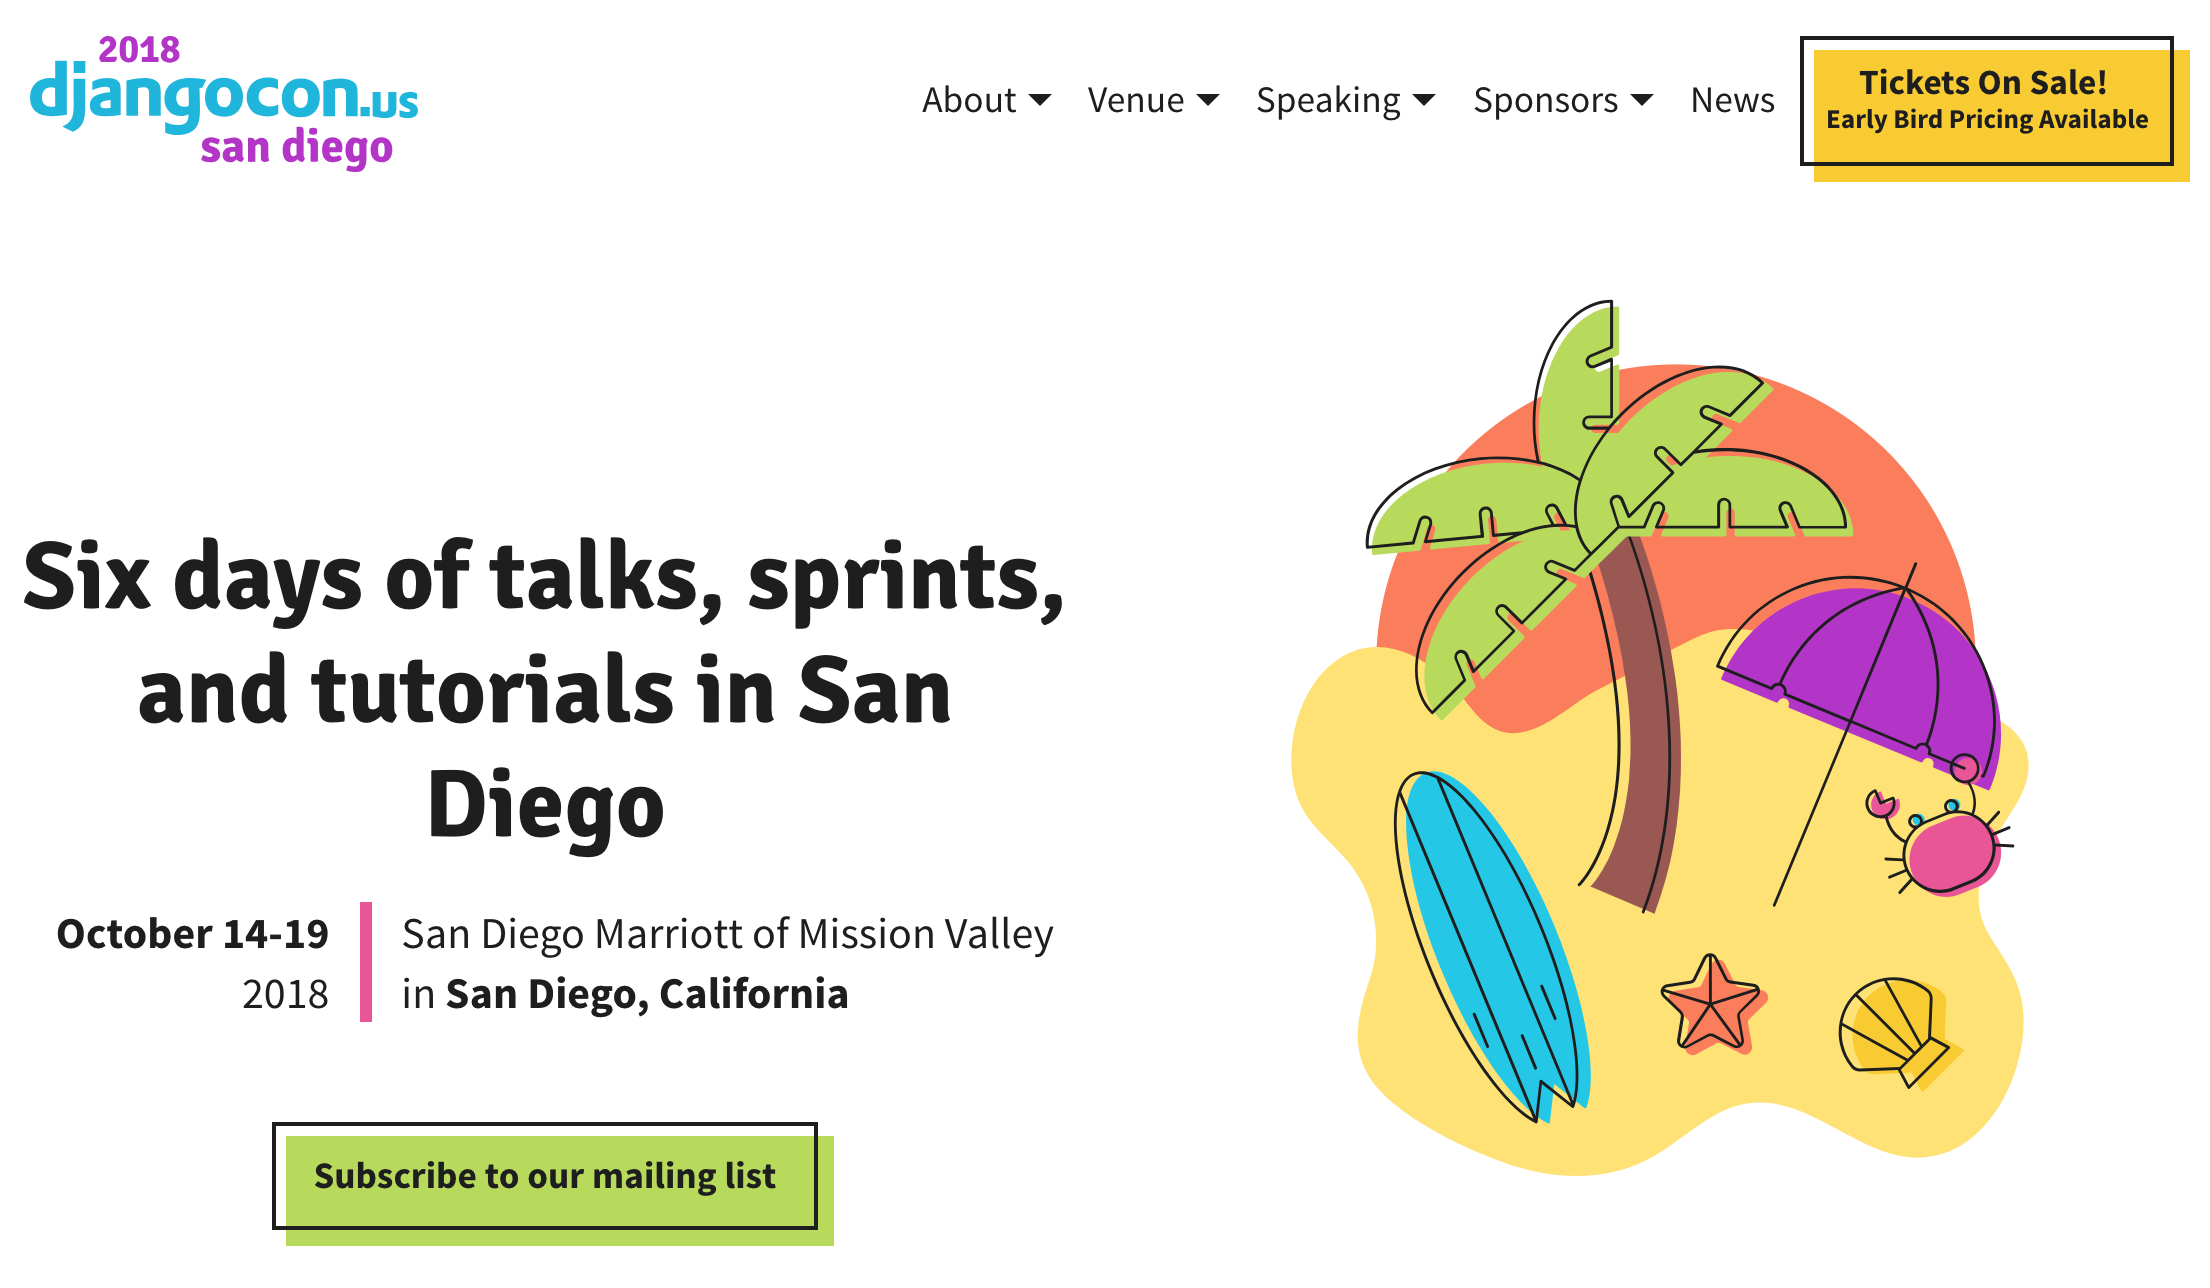 2018
djangocon.us
san diego
About
Venue
Speaking
Sponsors
News
Tickets On Sale!
Early Bird Pricing Available
Six days of talks, sprints,
and tutorials in San
Diego
October 14-19
2018
San Diego Marriott of Mission Valley
in San Diego, California
Subscribe to our mailing list